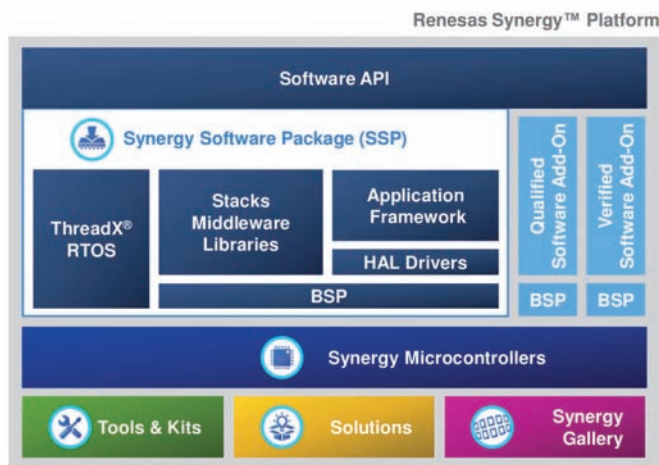 Renesas Synergy™ Platform
Software API
Synergy Software Package (SSP)
ThreadX®
RTOS
Stacks
Middleware
Libraries
Application
Framework
HAL Drivers
BSP
Qualified
Software Add-On
BSP
Verified
Software Add-On
BSP
Synergy Microcontrollers
Tools & Kits
Solutions
Synergy
Gallery